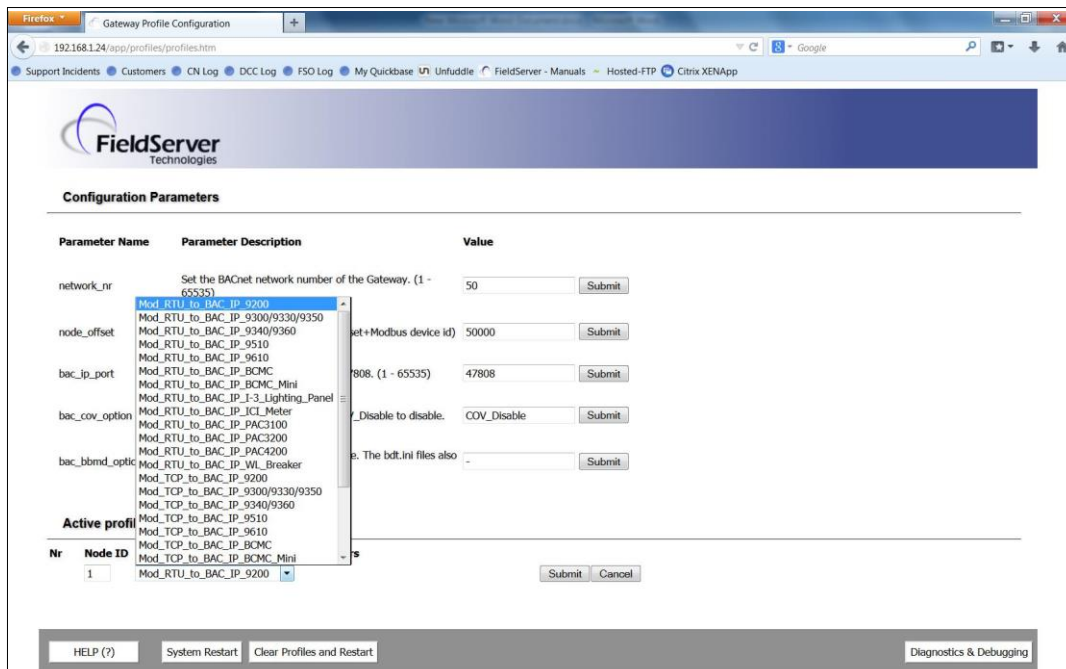 Firefox
Gateway Profile Configuration
+
192.168.1.24/app/profiles/profiles.htm
Google
Support Incidents Customers CN Log DCC Log FSO Log My Quickbase Unfuddle FieldServer - Manuals Hosted-FTP Citrix XENApp
FieldServer
Technologies
Configuration Parameters
Parameter Name Parameter Description Value
network_nr Set the BACnet network number of the Gateway. (1 - 65535) 50 Submit
node_offset et+Modbus device id) 50000 Submit
bac_ip_port 808. (1 - 65535) 47808 Submit
bac_cov_option _Disable to disable. COV_Disable Submit
bac_bbmd_optio e. The bdt.ini files also - Submit
Mod_RTU_to_BAC_IP_9200
Mod_RTU_to_BAC_IP_9300/9330/9350
Mod_RTU_to_BAC_IP_9340/9360
Mod_RTU_to_BAC_IP_9510
Mod_RTU_to_BAC_IP_9610
Mod_RTU_to_BAC_IP_BCMC
Mod_RTU_to_BAC_IP_BCMC_Mini
Mod_RTU_to_BAC_IP_I-3_Lighting_Panel
Mod_RTU_to_BAC_IP_ICI_Meter
Mod_RTU_to_BAC_IP_PAC3100
Mod_RTU_to_BAC_IP_PAC3200
Mod_RTU_to_BAC_IP_PAC4200
Mod_RTU_to_BAC_IP_WL_Breaker
Mod_TCP_to_BAC_IP_9200
Mod_TCP_to_BAC_IP_9300/9330/9350
Mod_TCP_to_BAC_IP_9340/9360
Mod_TCP_to_BAC_IP_9510
Mod_TCP_to_BAC_IP_9610
Mod_TCP_to_BAC_IP_BCMC
Mod_TCP_to_BAC_IP_BCMC_Mini
Active profil
Nr Node ID rs
1 Mod_RTU_to_BAC_IP_9200 Submit Cancel
HELP (?) System Restart Clear Profiles and Restart Diagnostics & Debugging